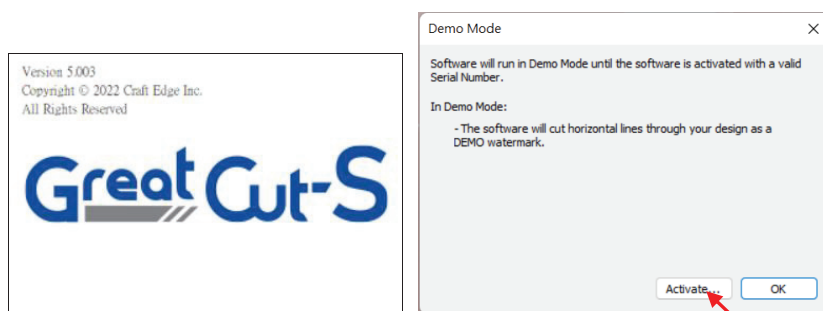 Version 5.003
Copyright © 2022 Craft Edge Inc.
All Rights Reserved
Great Cut-S
Demo Mode
Software will run in Demo Mode until the software is activated with a valid
Serial Number.
In Demo Mode:
- The software will cut horizontal lines through your design as a
DEMO watermark.
Activate...
OK